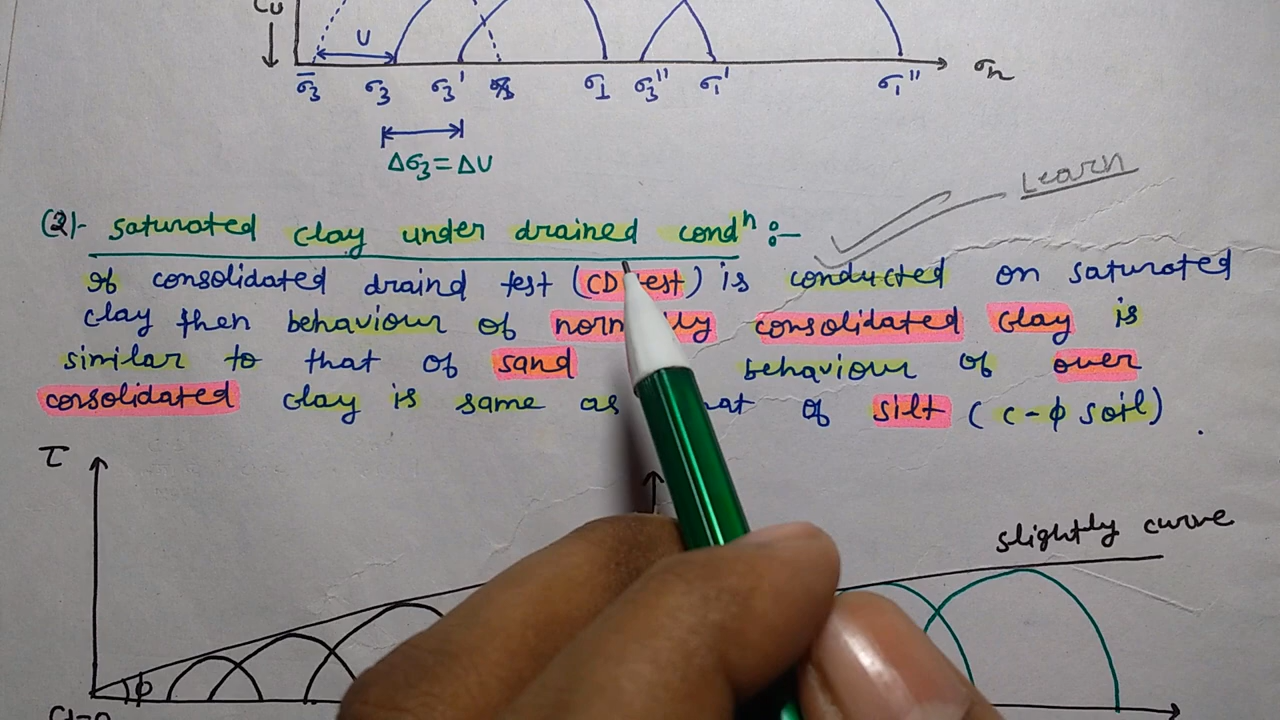 Cu
U
σ̄3 σ3 σ3' σ1 σ3'' σ1' σ1'' σn
Δσ3 = ΔU
Learn
(2)- saturated clay under drained condⁿ :-
If consolidated draind test (CD test) is conducted on saturated
clay then behaviour of normally consolidated clay is
similar to that of sand behaviour of over
consolidated clay is same as that of silt ( c-ϕ soil)
τ
slightly curve
ϕ